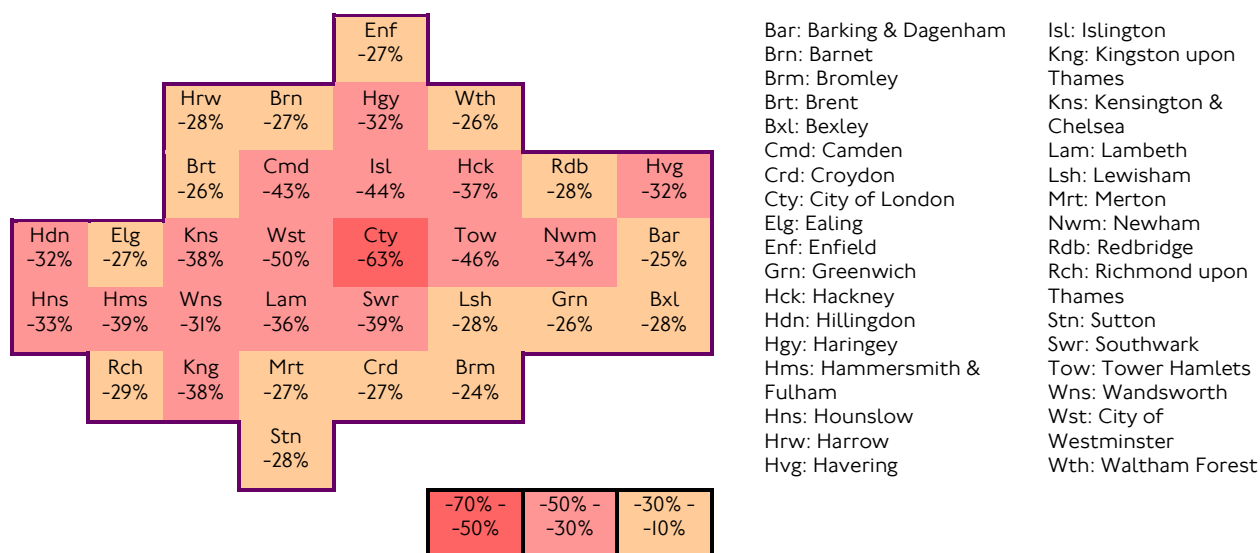 Enf
-27%
Hrw Brn Hgy Wth
-28% -27% -32% -26%
Brt Cmd Isl Hck Rdb Hvg
-26% -43% -44% -37% -28% -32%
Hdn Elg Kns Wst Cty Tow Nwm Bar
-32% -27% -38% -50% -63% -46% -34% -25%
Hns Hms Wns Lam Swr Lsh Grn Bxl
-33% -39% -31% -36% -39% -28% -26% -28%
Rch Kng Mrt Crd Brm
-29% -38% -27% -27% -24%
Stn
-28%
-70% - -50% - -30% -
-50% -30% -10%
Bar: Barking & Dagenham
Brn: Barnet
Brm: Bromley
Brt: Brent
Bxl: Bexley
Cmd: Camden
Crd: Croydon
Cty: City of London
Elg: Ealing
Enf: Enfield
Grn: Greenwich
Hck: Hackney
Hdn: Hillingdon
Hgy: Haringey
Hms: Hammersmith &
Fulham
Hns: Hounslow
Hrw: Harrow
Hvg: Havering
Isl: Islington
Kng: Kingston upon
Thames
Kns: Kensington &
Chelsea
Lam: Lambeth
Lsh: Lewisham
Mrt: Merton
Nwm: Newham
Rdb: Redbridge
Rch: Richmond upon
Thames
Stn: Sutton
Swr: Southwark
Tow: Tower Hamlets
Wns: Wandsworth
Wst: City of
Westminster
Wth: Waltham Forest